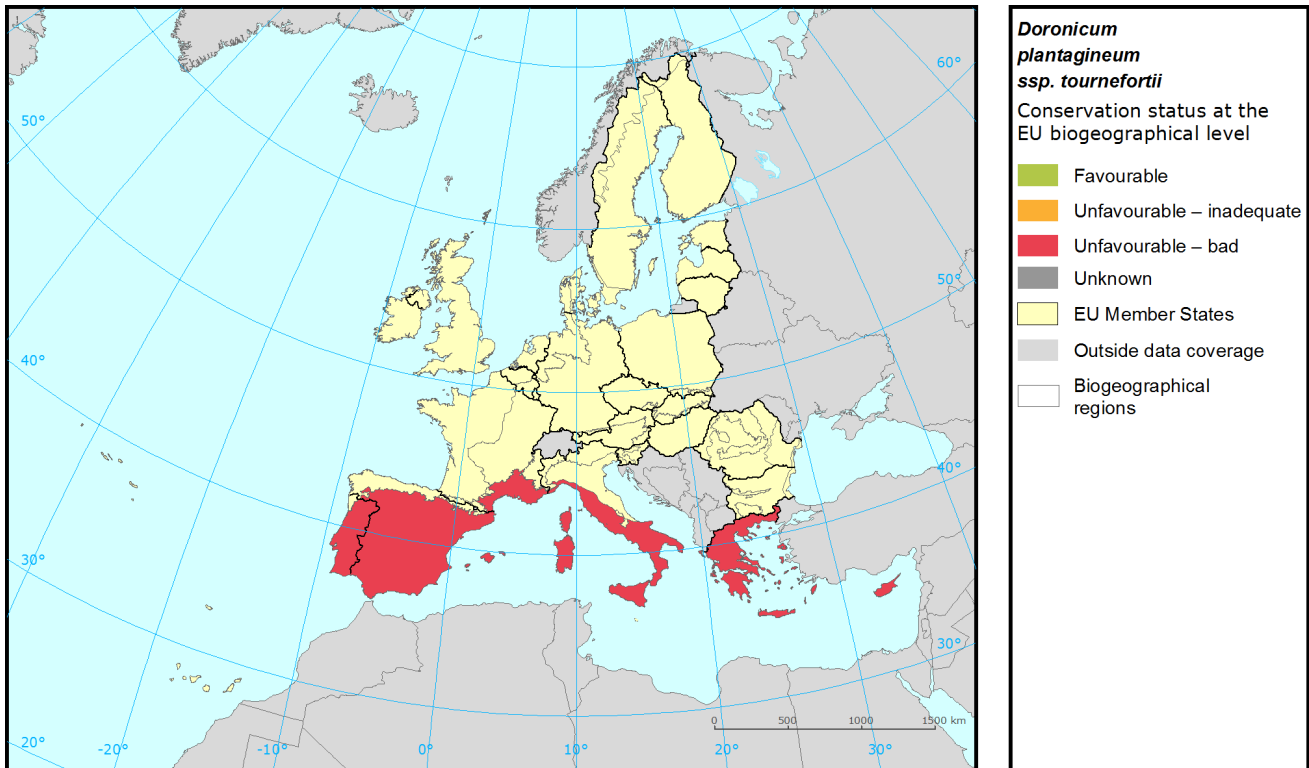 Doronicum
plantagineum
ssp. tournefortii
Conservation status at the
EU biogeographical level
Favourable
Unfavourable – inadequate
Unfavourable – bad
Unknown
EU Member States
Outside data coverage
Biogeographical
regions
60°
50°
50°
40°
40°
30°
30°
20°
-20°
-10°
0°
10°
20°
30°
0
500
1000
1500 km